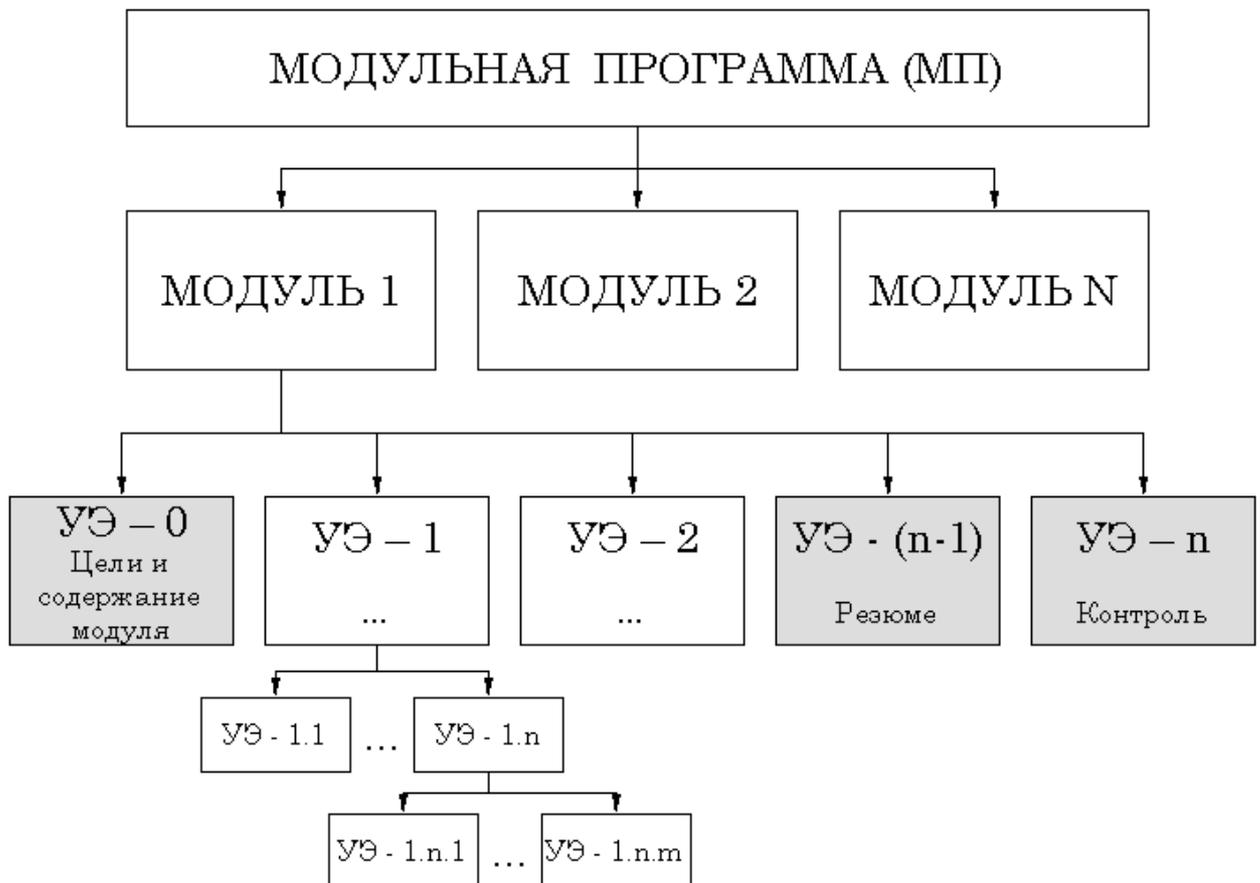 МОДУЛЬНАЯ ПРОГРАММА (МП)
МОДУЛЬ 1
МОДУЛЬ 2
МОДУЛЬ N
УЭ – 0
Цели и
содержание
модуля
УЭ – 1
...
УЭ – 2
...
УЭ - (n-1)
Резюме
УЭ – n
Контроль
УЭ - 1.1
...
УЭ - 1.n
УЭ - 1.n.1
...
УЭ - 1.n.m